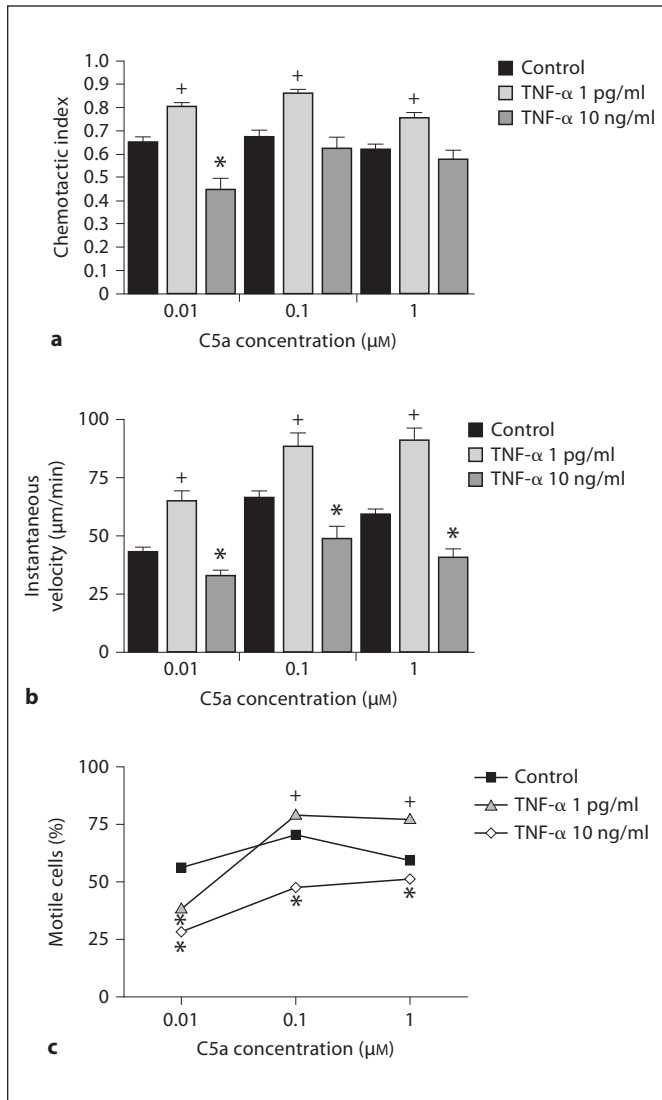 1.0
0.9
0.8
0.7
0.6
0.5
0.4
0.3
0.2
0.1
0
Chemotactic index
+
*
+
+
Control
TNF-α 1 pg/ml
TNF-α 10 ng/ml
0.01 0.1 1
C5a concentration (μM)
a
100
75
50
25
0
Instantaneous
velocity (μm/min)
+
*
+
*
+
*
Control
TNF-α 1 pg/ml
TNF-α 10 ng/ml
0.01 0.1 1
C5a concentration (μM)
b
100
75
50
25
0
Motile cells (%)
*
*
+
*
+
*
Control
TNF-α 1 pg/ml
TNF-α 10 ng/ml
0.01 0.1 1
C5a concentration (μM)
c